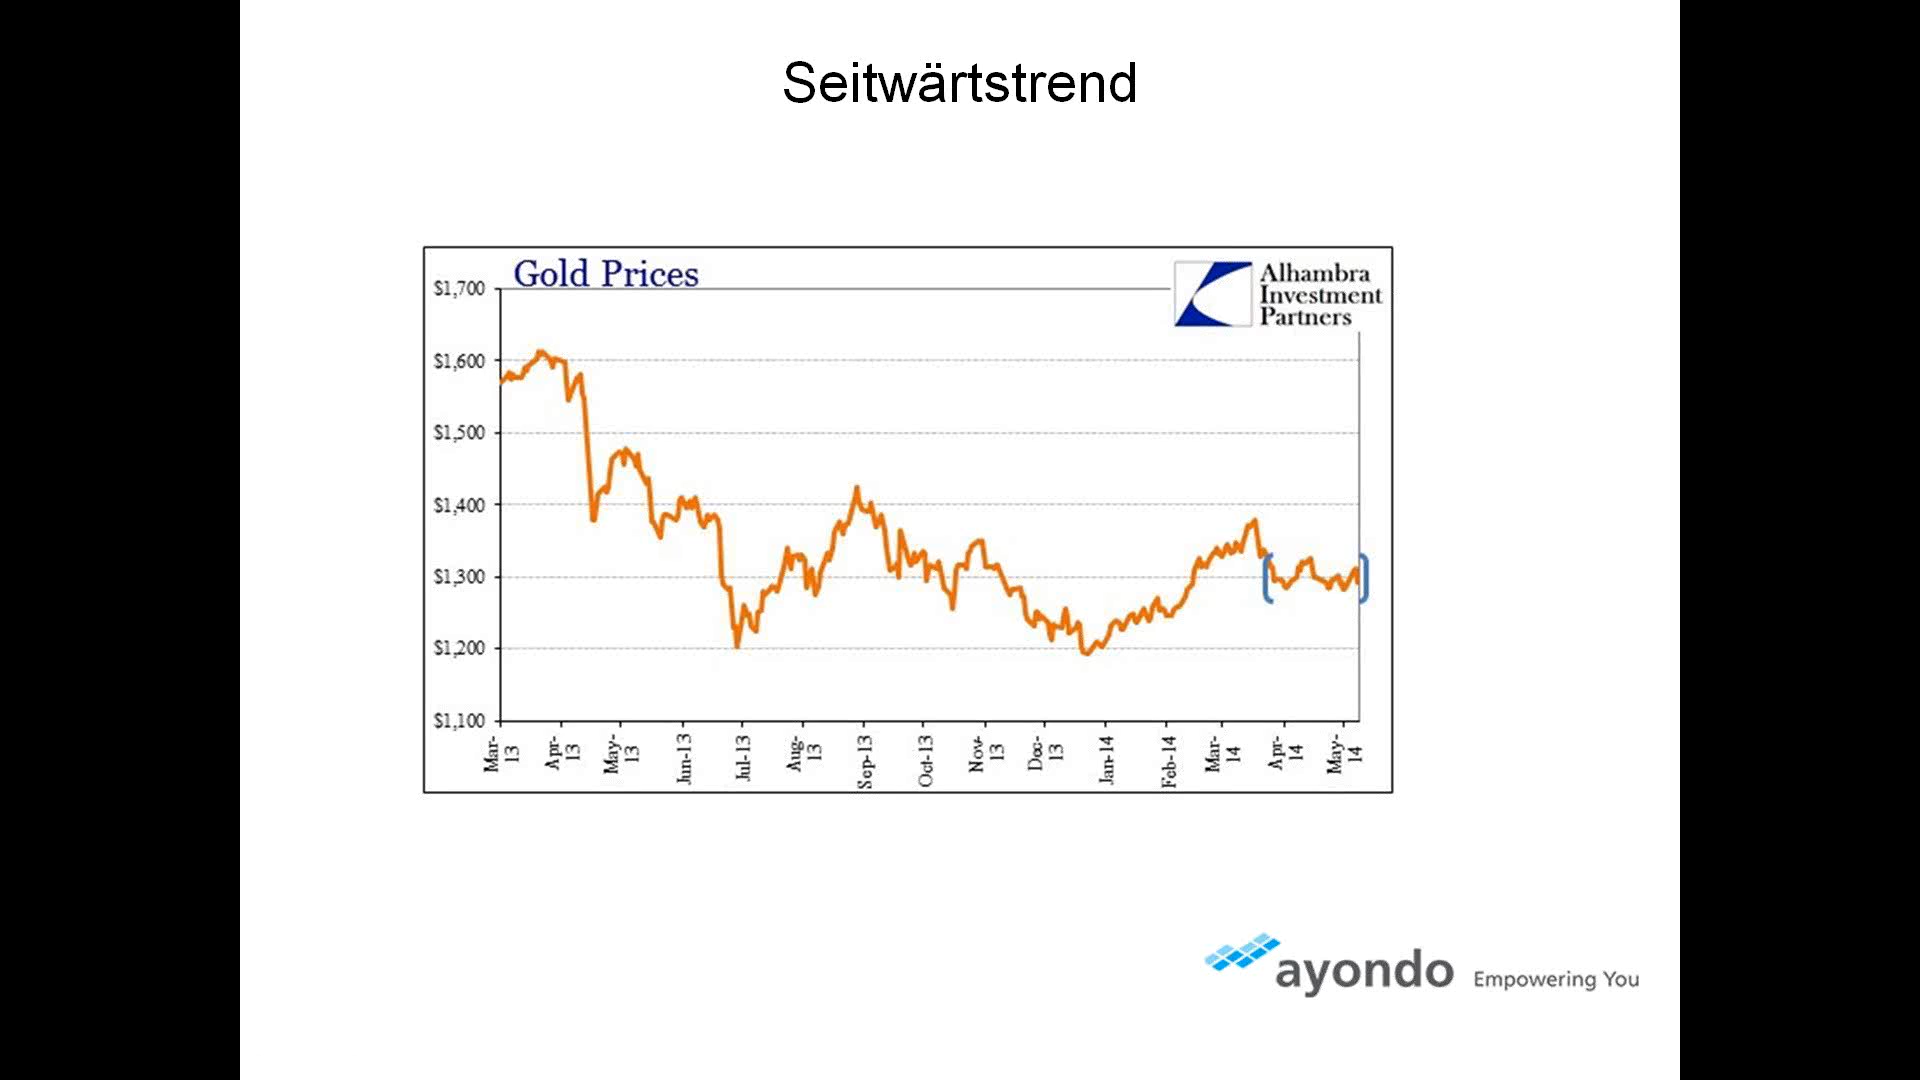 Seitwärtstrend
Gold Prices
Alhambra
Investment
Partners
$1,700
$1,600
$1,500
$1,400
$1,300
$1,200
$1,100
Mar-
13
Apr-
13
May-
13
Jun-13
Jul-13
Aug-
13
Sep-13
Oct-13
Nov-
13
Dec-
13
Jan-14
Feb-14
Mar-
14
Apr-
14
May-
14
ayondo Empowering You